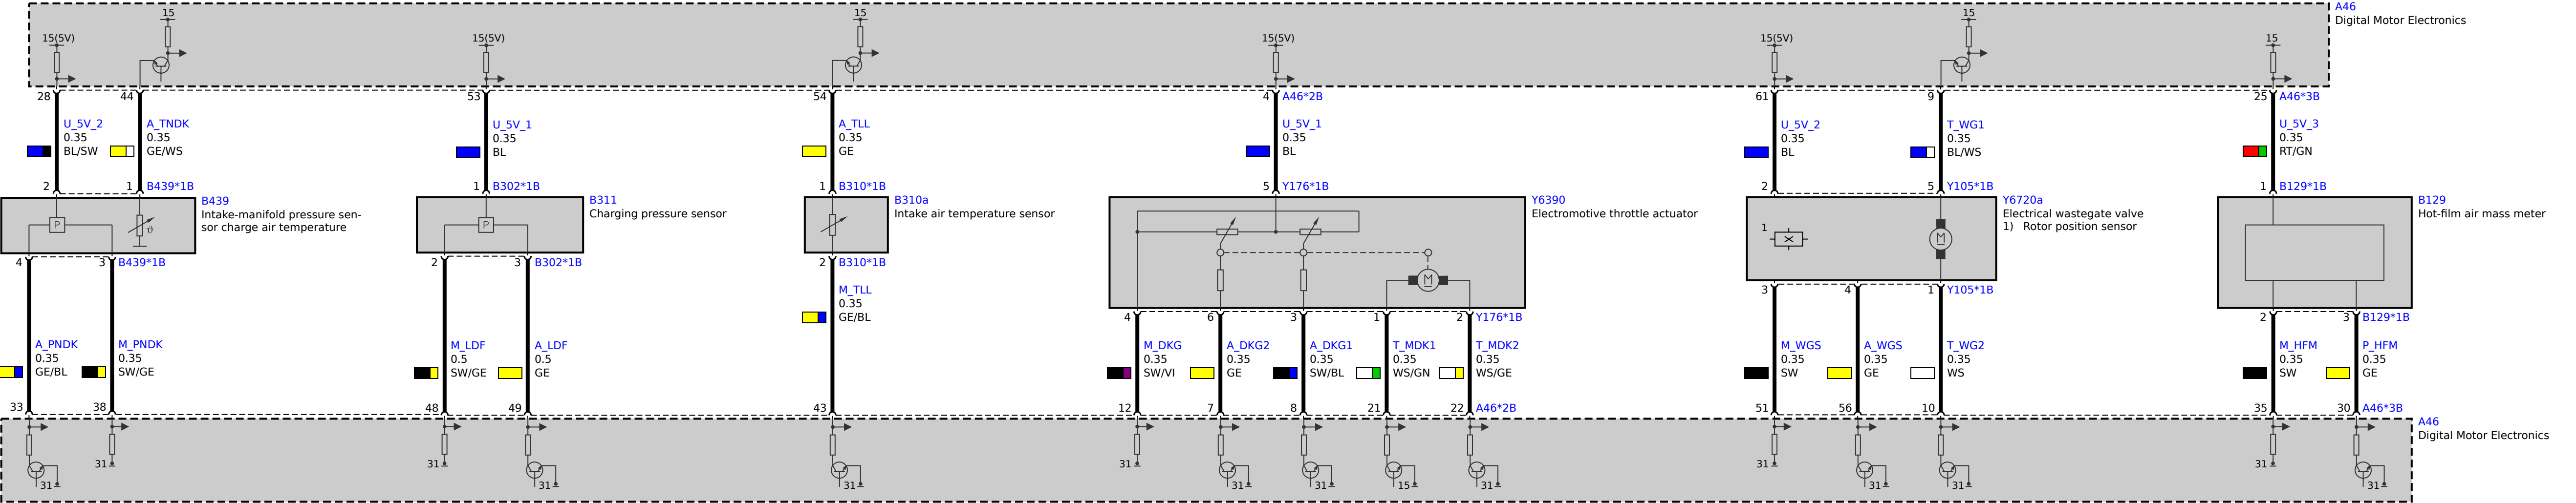 15
15
15
A46
Digital Motor Electronics
15(5V)
15(5V)
15(5V)
15(5V)
15
28
44
53
54
4
A46*2B
61
9
25
A46*3B
U_5V_2
0.35
BL/SW
A_TNDK
0.35
GE/WS
U_5V_1
0.35
BL
A_TLL
0.35
GE
U_5V_1
0.35
BL
U_5V_2
0.35
BL
T_WG1
0.35
BL/WS
U_5V_3
0.35
RT/GN
2
1
B439*1B
1
B302*1B
1
B310*1B
5
Y176*1B
2
5
Y105*1B
1
B129*1B
B439
Intake-manifold pressure sen-
sor charge air temperature
P
ϑ
B311
Charging pressure sensor
P
B310a
Intake air temperature sensor
Y6390
Electromotive throttle actuator
M
Y6720a
Electrical wastegate valve
1) Rotor position sensor
1
X
M
B129
Hot-film air mass meter
4
3
B439*1B
2
3
B302*1B
2
B310*1B
4
6
3
1
2
Y176*1B
3
4
1
Y105*1B
2
3
B129*1B
A_PNDK
0.35
GE/BL
M_PNDK
0.35
SW/GE
M_LDF
0.5
SW/GE
A_LDF
0.5
GE
M_TLL
0.35
GE/BL
M_DKG
0.35
SW/VI
A_DKG2
0.35
GE
A_DKG1
0.35
SW/BL
T_MDK1
0.35
WS/GN
T_MDK2
0.35
WS/GE
M_WGS
0.35
SW
A_WGS
0.35
GE
T_WG2
0.35
WS
M_HFM
0.35
SW
P_HFM
0.35
GE
33
38
48
49
43
12
7
8
21
22
A46*2B
51
56
10
35
30
A46*3B
A46
Digital Motor Electronics
31
31
31
31
31
31
31
31
15
31
31
31
31
31
31